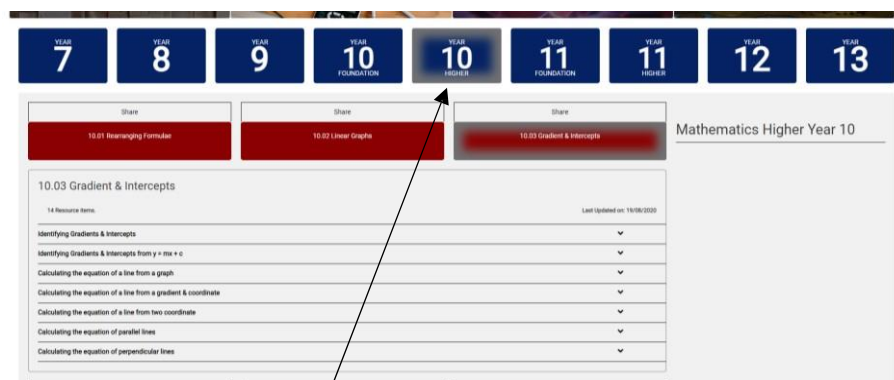 YEAR 7
YEAR 8
YEAR 9
YEAR 10 FOUNDATION
YEAR 10 HIGHER
YEAR 11 FOUNDATION
YEAR 11 HIGHER
YEAR 12
YEAR 13
Share Share Share
10.01 Rearranging Formulae 10.02 Linear Graphs 10.03 Gradient & Intercepts
Mathematics Higher Year 10
10.03 Gradient & Intercepts
14 Resource items Last Updated on: 19/08/2020
Identifying Gradients & Intercepts
Identifying Gradients & Intercepts from y = mx + c
Calculating the equation of a line from a graph
Calculating the equation of a line from a gradient & coordinate
Calculating the equation of a line from two coordinate
Calculating the equation of parallel lines
Calculating the equation of perpendicular lines